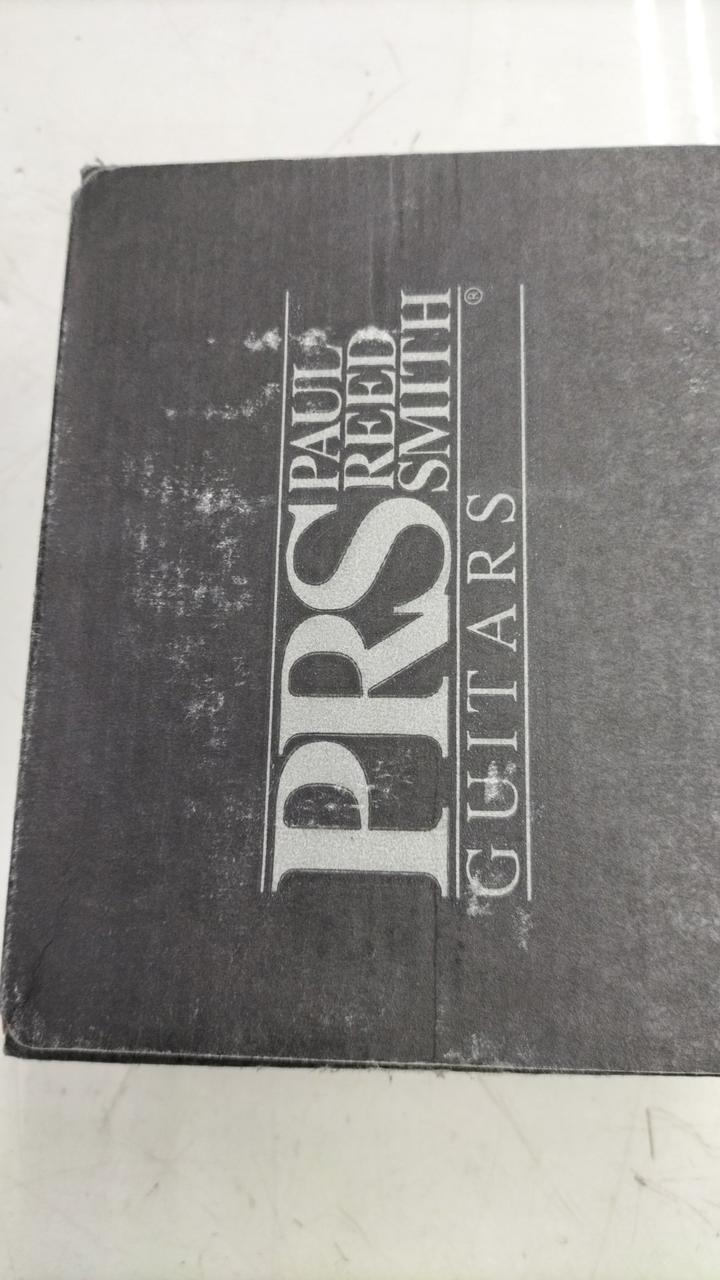 PRS PAUL
REED
SMITH
GUITARS ®